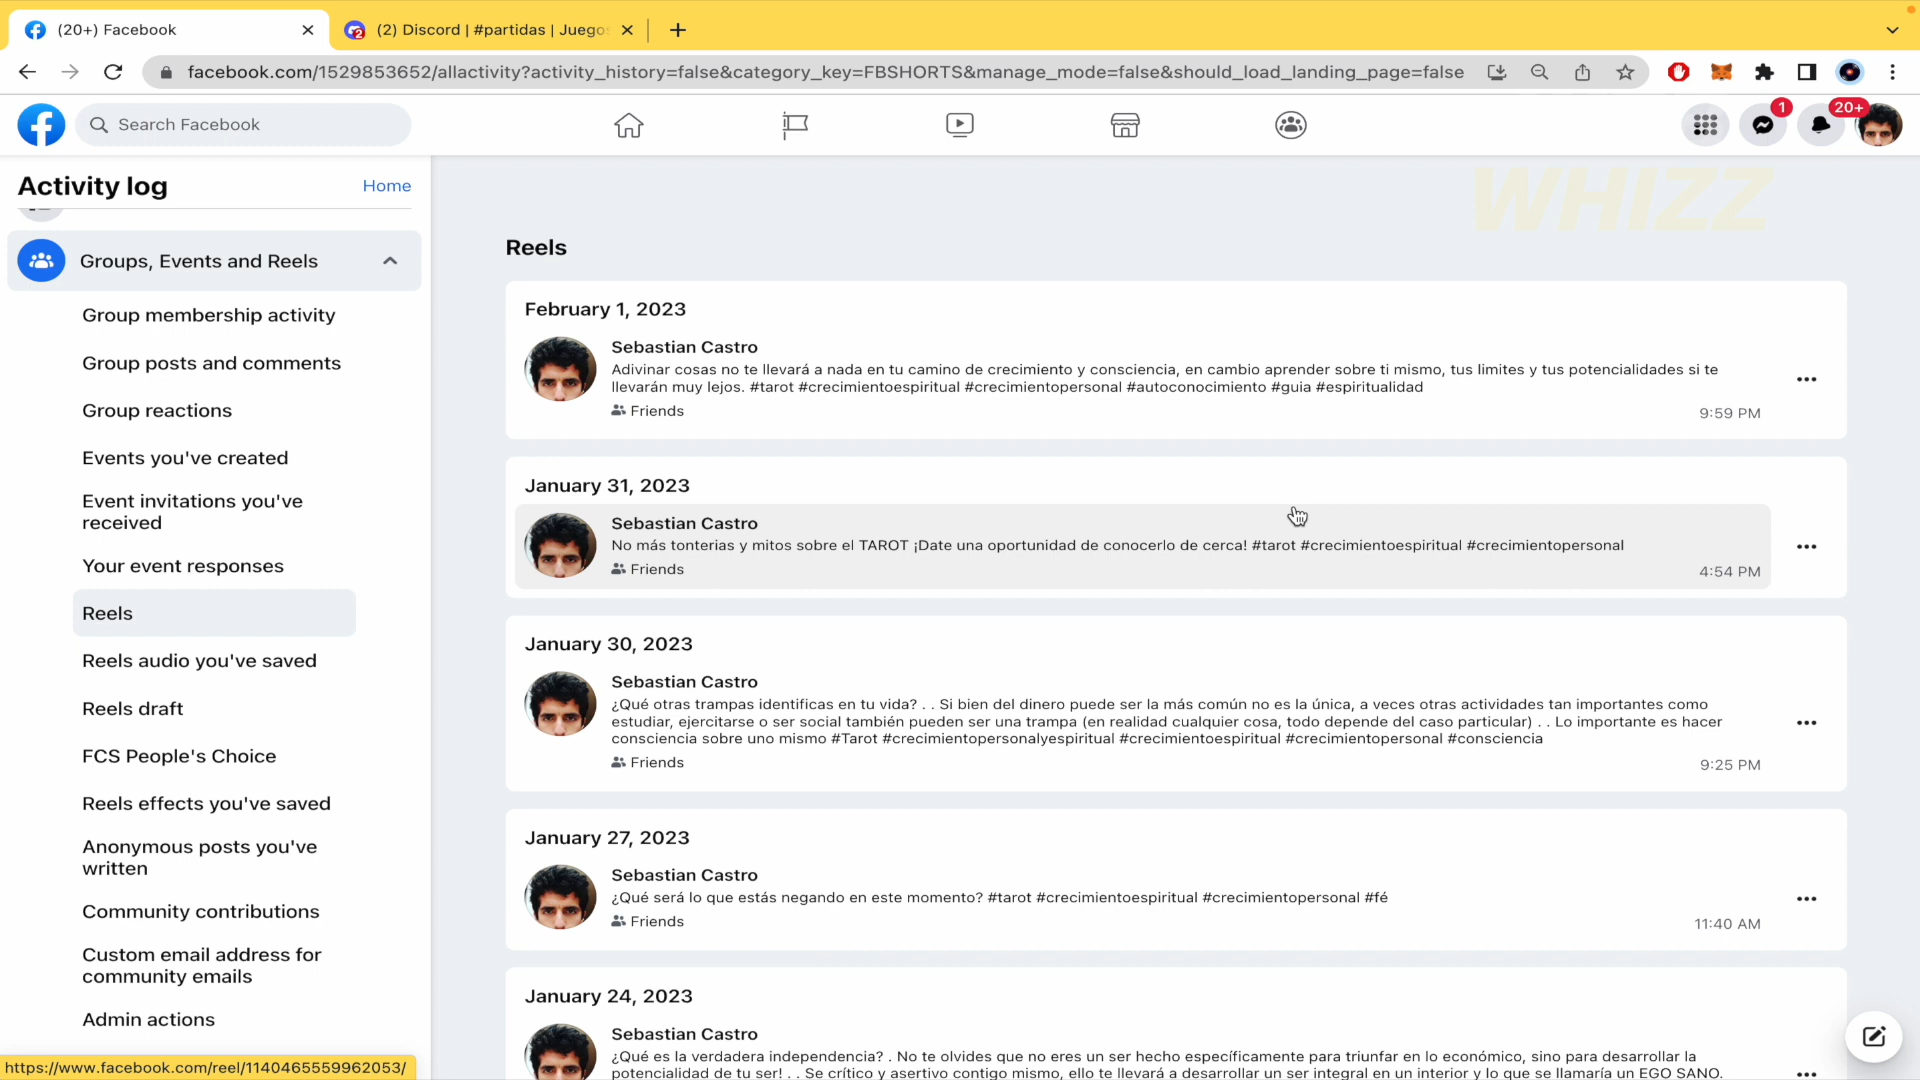 (20+) Facebook
(2) Discord | #partidas | Juego
facebook.com/1529853652/allactivity?activity_history=false&category_key=FBSHORTS&manage_mode=false&should_load_landing_page=false
Search Facebook
1
20+
Activity log
Home
WHIZZ
Groups, Events and Reels
Group membership activity
Group posts and comments
Group reactions
Events you've created
Event invitations you've
received
Your event responses
Reels
Reels audio you've saved
Reels draft
FCS People's Choice
Reels effects you've saved
Anonymous posts you've
written
Community contributions
Custom email address for
community emails
Admin actions
https://www.facebook.com/reel/1140465559962053/
Reels
February 1, 2023
Sebastian Castro
Adivinar cosas no te llevará a nada en tu camino de crecimiento y consciencia, en cambio aprender sobre ti mismo, tus limites y tus potencialidades si te
llevarán muy lejos. #tarot #crecimientoespiritual #crecimientopersonal #autoconocimiento #guia #espiritualidad
Friends
9:59 PM
January 31, 2023
Sebastian Castro
No más tonterias y mitos sobre el TAROT ¡Date una oportunidad de conocerlo de cerca! #tarot #crecimientoespiritual #crecimientopersonal
Friends
4:54 PM
January 30, 2023
Sebastian Castro
¿Qué otras trampas identificas en tu vida? . . Si bien del dinero puede ser la más común no es la única, a veces otras actividades tan importantes como
estudiar, ejercitarse o ser social también pueden ser una trampa (en realidad cualquier cosa, todo depende del caso particular) . . Lo importante es hacer
consciencia sobre uno mismo #Tarot #crecimientopersonalyespiritual #crecimientoespiritual #crecimientopersonal #consciencia
Friends
9:25 PM
January 27, 2023
Sebastian Castro
¿Qué será lo que estás negando en este momento? #tarot #crecimientoespiritual #crecimientopersonal #fé
Friends
11:40 AM
January 24, 2023
Sebastian Castro
¿Qué es la verdadera independencia? . No te olvides que no eres un ser hecho específicamente para triunfar en lo económico, sino para desarrollar la
potencialidad de tu ser! . . Se crítico y asertivo contigo mismo, ello te llevará a desarrollar un ser integral en un interior y lo que se llamaría un EGO SANO.